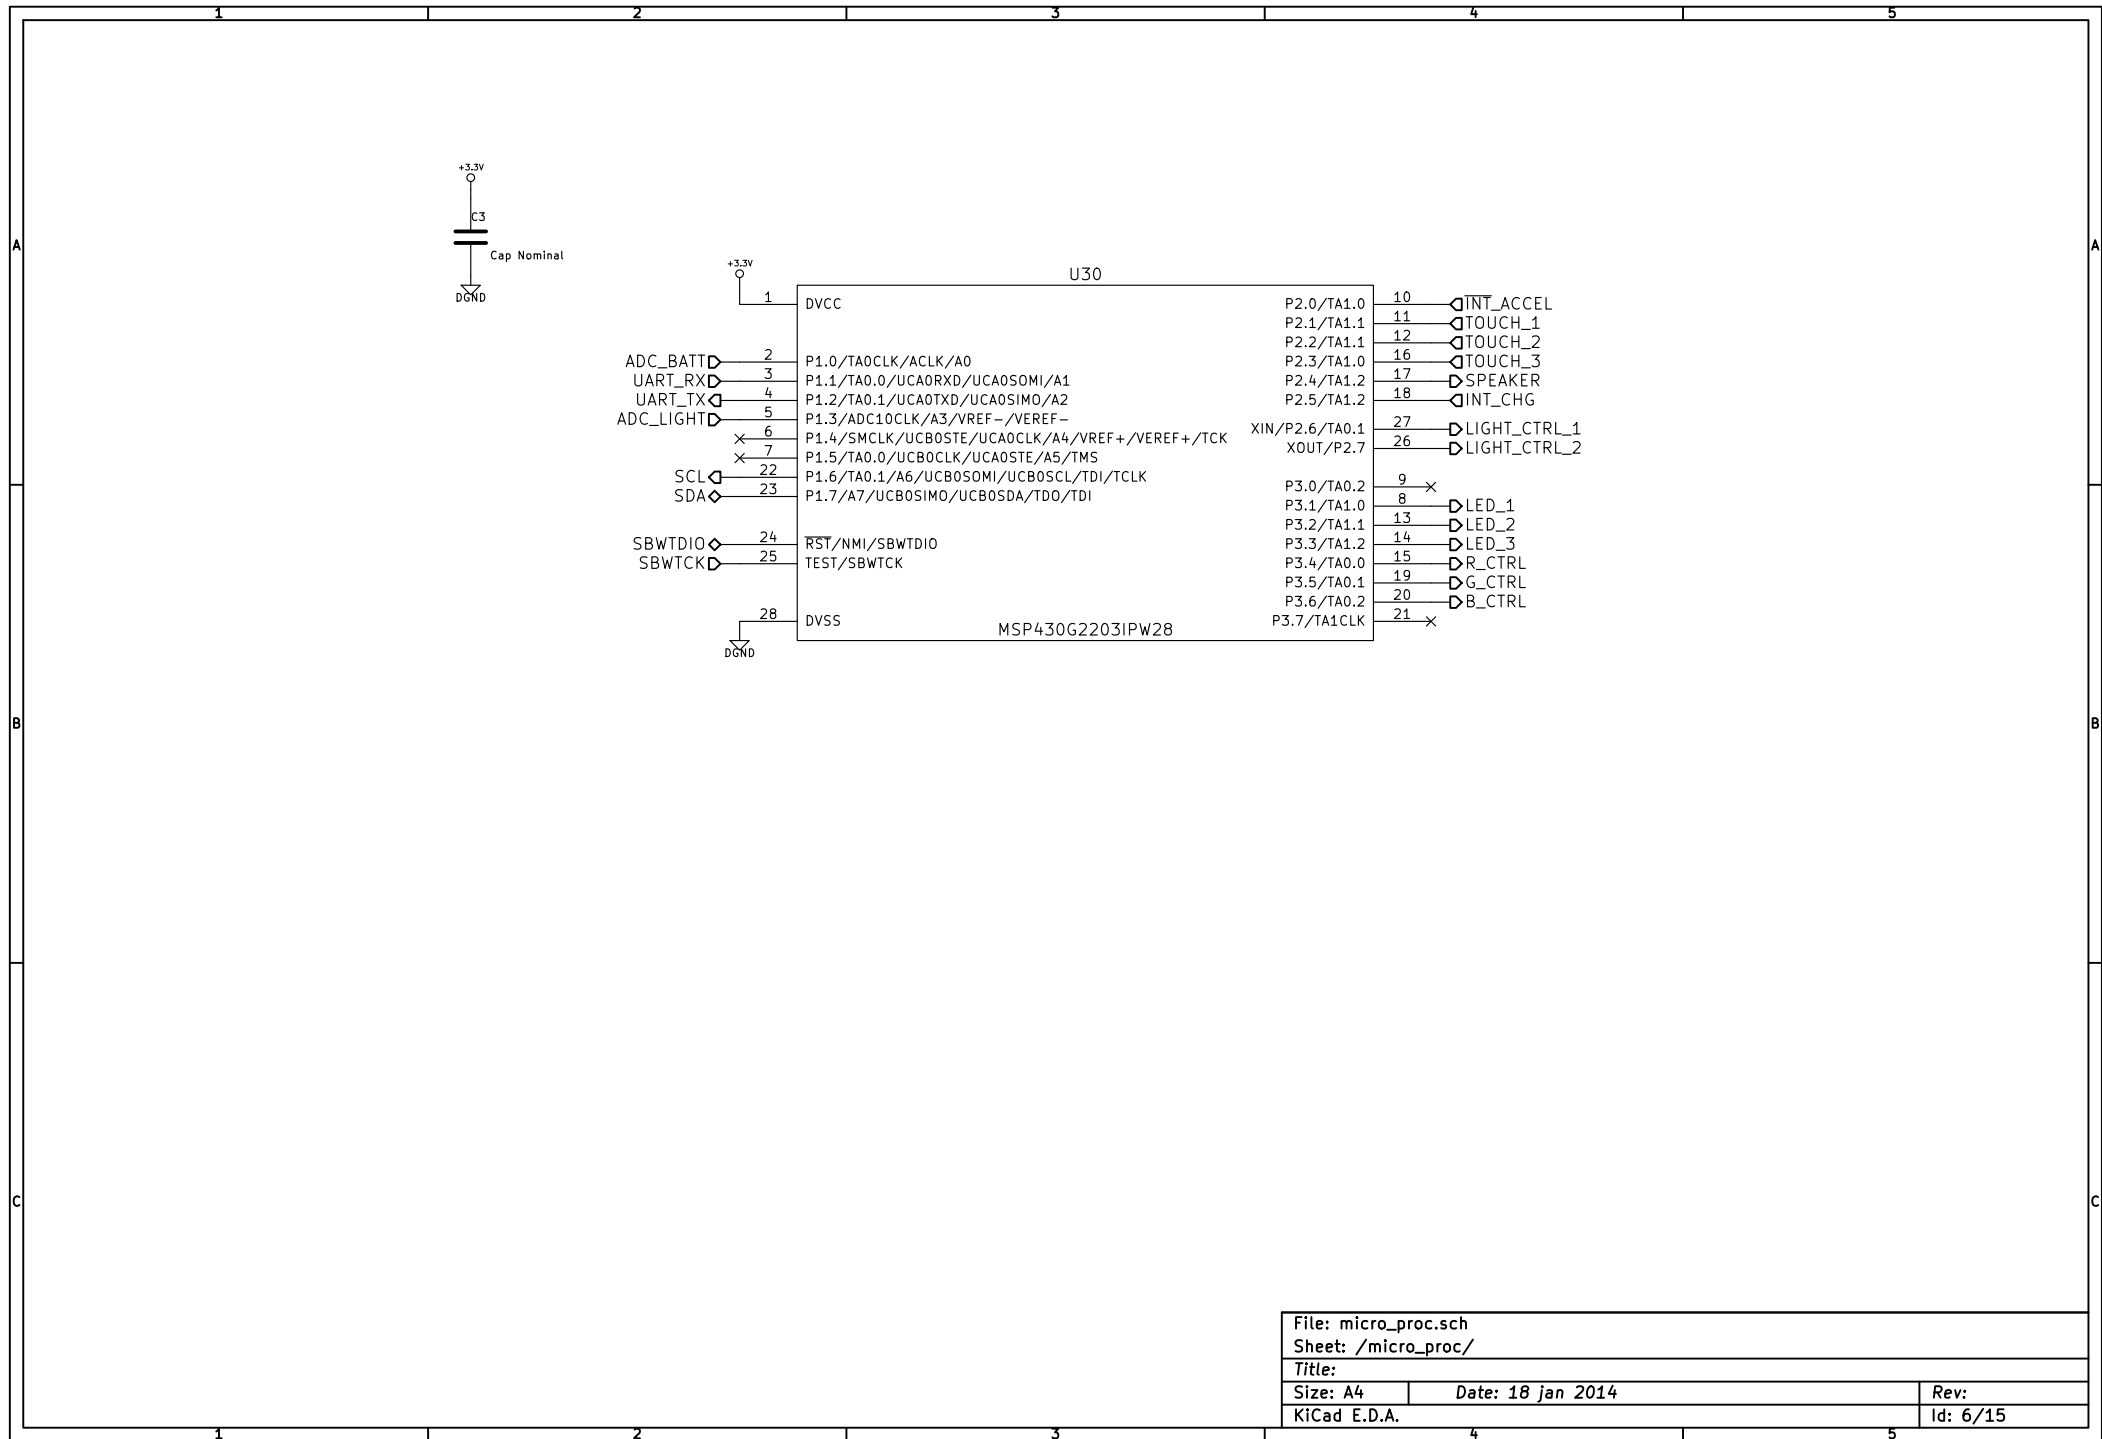 1 2 3 4 5
+3.3V
C3
A A
Cap Nominal
DGND
+3.3V
U30
1 DVCC P2.0/TA1.0 10 INT_ACCEL
P2.1/TA1.1 11 TOUCH_1
P2.2/TA1.1 12 TOUCH_2
ADC_BATT 2 P1.0/TA0CLK/ACLK/A0 P2.3/TA1.0 16 TOUCH_3
UART_RX 3 P1.1/TA0.0/UCA0RXD/UCA0SOMI/A1 P2.4/TA1.2 17 SPEAKER
UART_TX 4 P1.2/TA0.1/UCA0TXD/UCA0SIMO/A2 P2.5/TA1.2 18 INT_CHG
ADC_LIGHT 5 P1.3/ADC10CLK/A3/VREF-/VEREF-
XIN/P2.6/TA0.1 27 LIGHT_CTRL_1
6 P1.4/SMCLK/UCB0STE/UCA0CLK/A4/VREF+/VEREF+/TCK
XOUT/P2.7 26 LIGHT_CTRL_2
7 P1.5/TA0.0/UCB0CLK/UCA0STE/A5/TMS
SCL 22 P1.6/TA0.1/A6/UCB0SOMI/UCB0SCL/TDI/TCLK
P3.0/TA0.2 9
SDA 23 P1.7/A7/UCB0SIMO/UCB0SDA/TDO/TDI
P3.1/TA1.0 8 LED_1
P3.2/TA1.1 13 LED_2
SBWTDIO 24 RST/NMI/SBWTDIO P3.3/TA1.2 14 LED_3
SBWTCK 25 TEST/SBWTCK P3.4/TA0.0 15 R_CTRL
P3.5/TA0.1 19 G_CTRL
P3.6/TA0.2 20 B_CTRL
28 DVSS P3.7/TA1CLK 21
MSP430G2203IPW28
DGND
B B
C C
File: micro_proc.sch
Sheet: /micro_proc/
Title:
Size: A4 Date: 18 jan 2014 Rev:
KiCad E.D.A. Id: 6/15
1 2 3 4 5